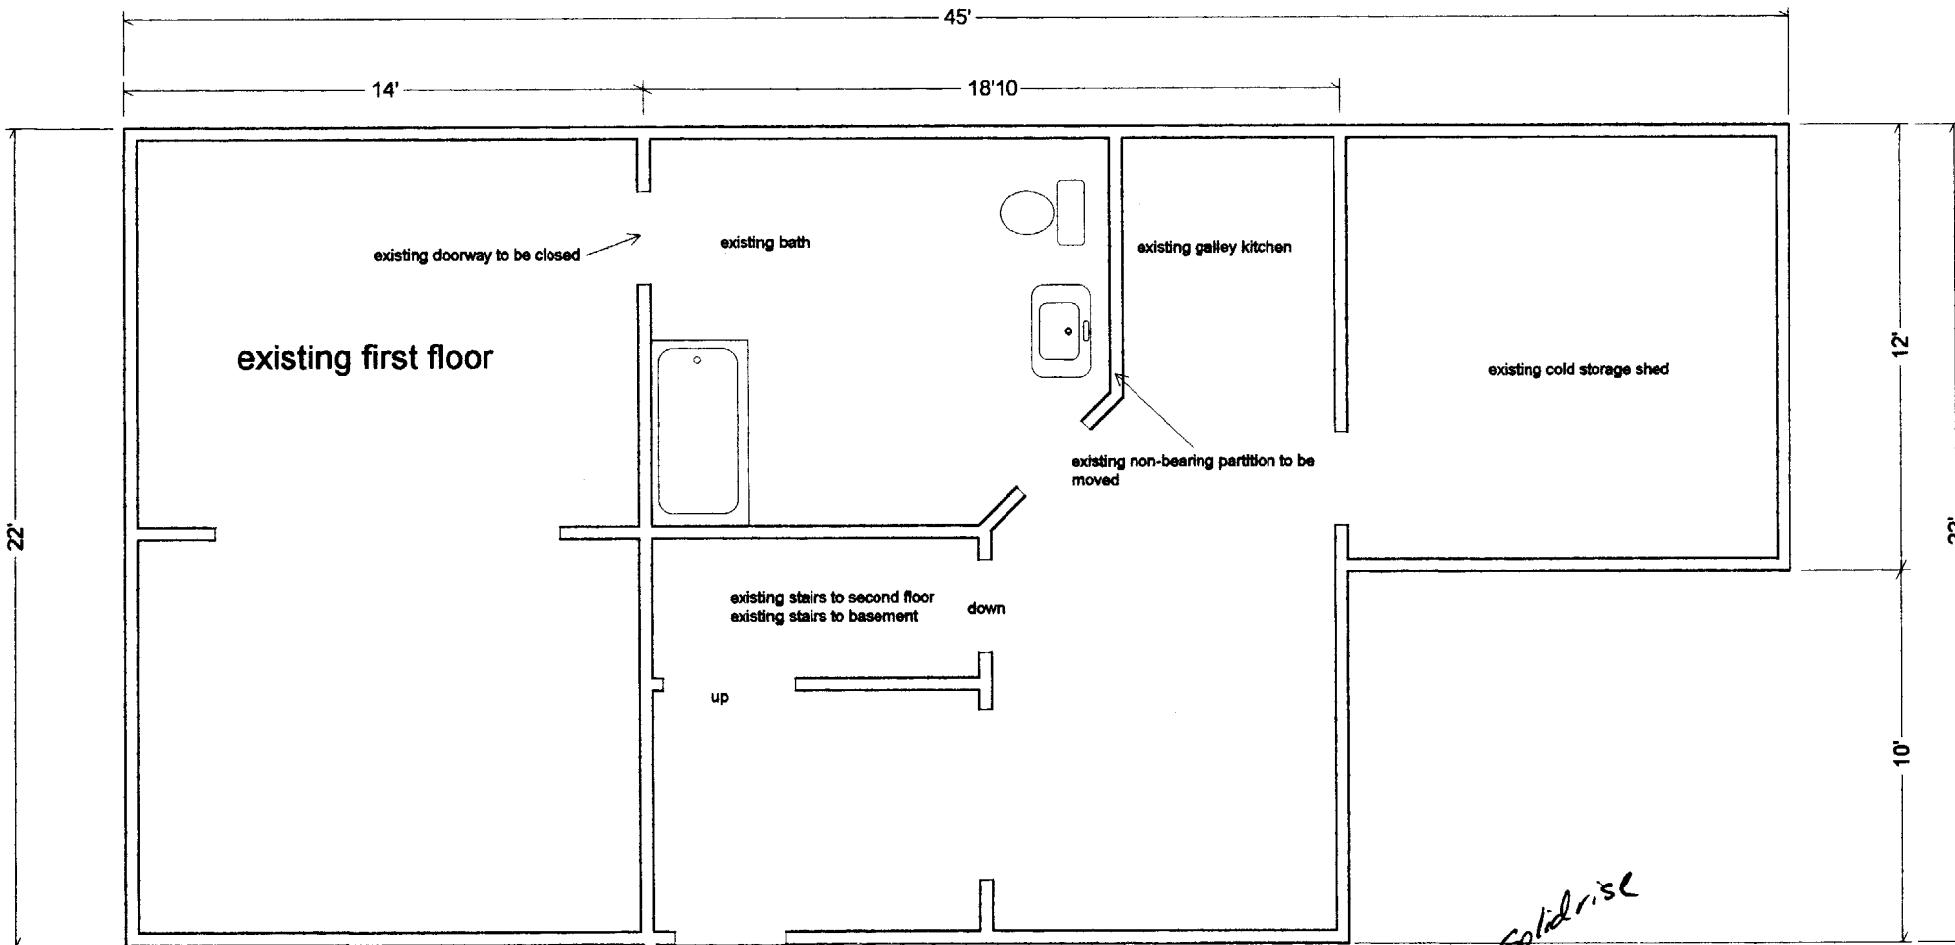 45'
14'
18'10
existing doorway to be closed
existing bath
existing galley kitchen
existing first floor
existing cold storage shed
12'
existing non-bearing partition to be
moved
22'
existing stairs to second floor
existing stairs to basement
down
up
10'
solid rise